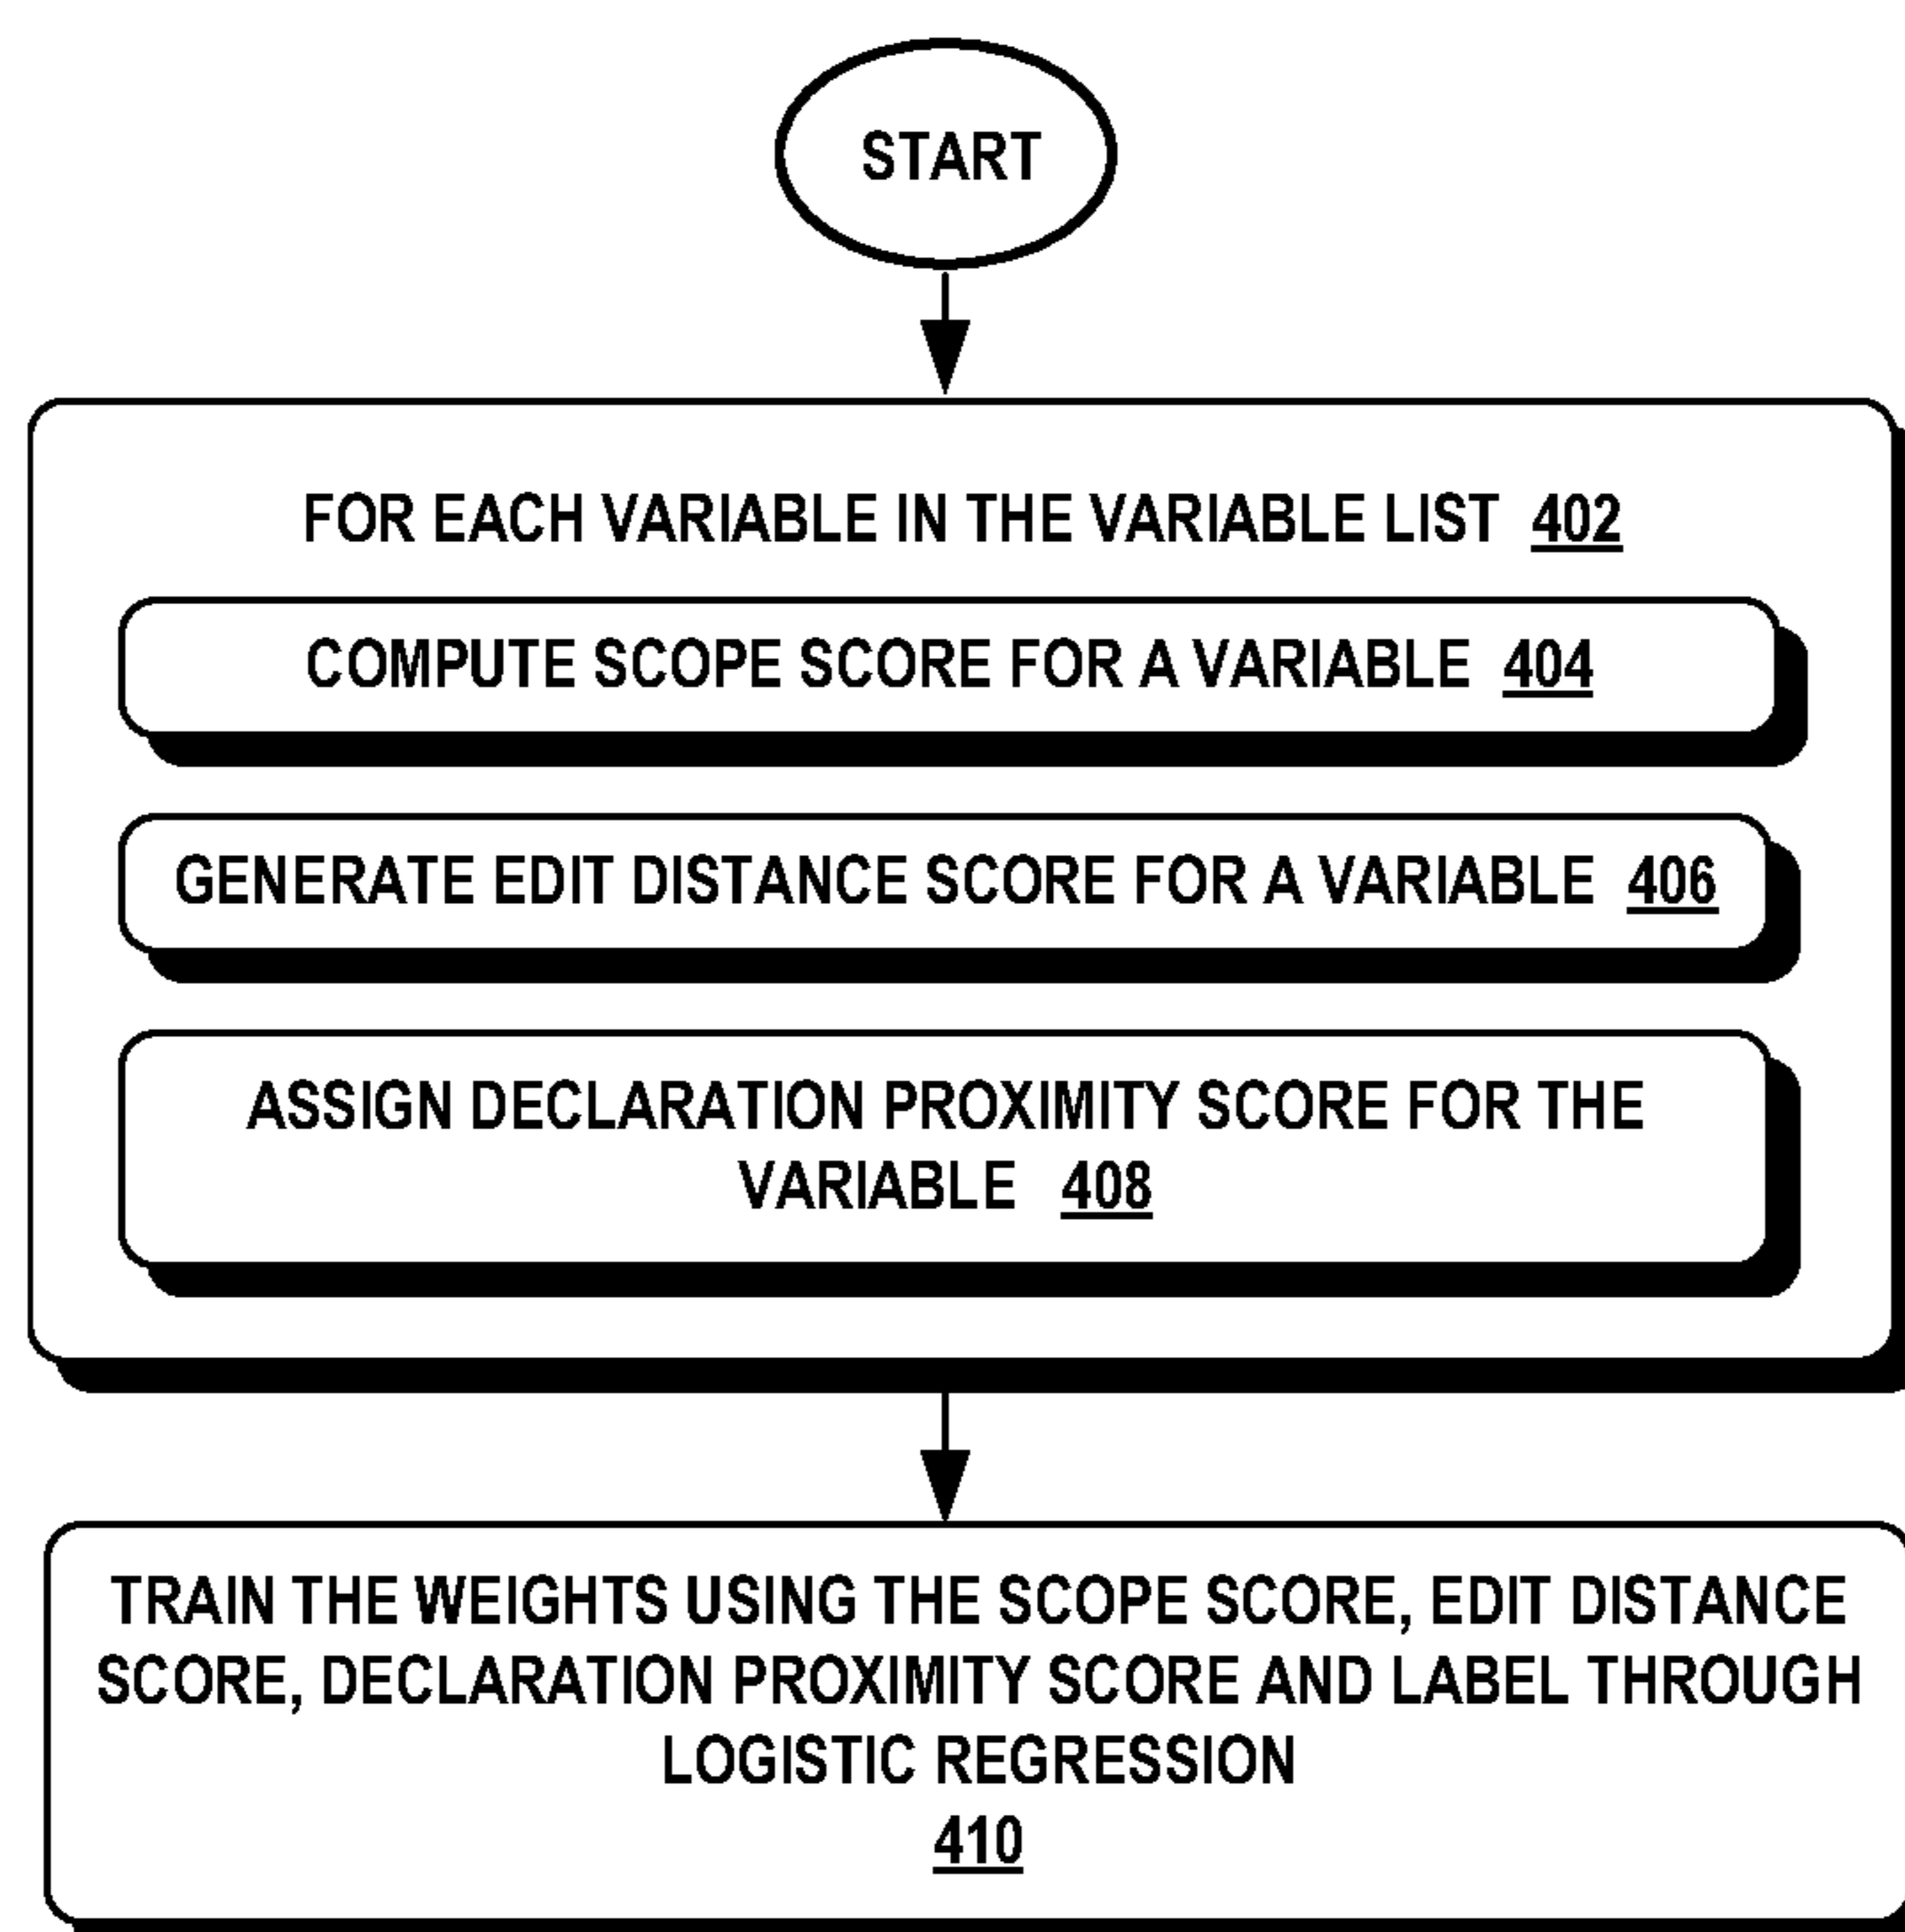 START
FOR EACH VARIABLE IN THE VARIABLE LIST 402
COMPUTE SCOPE SCORE FOR A VARIABLE 404
GENERATE EDIT DISTANCE SCORE FOR A VARIABLE 406
ASSIGN DECLARATION PROXIMITY SCORE FOR THE
VARIABLE 408
TRAIN THE WEIGHTS USING THE SCOPE SCORE, EDIT DISTANCE
SCORE, DECLARATION PROXIMITY SCORE AND LABEL THROUGH
LOGISTIC REGRESSION
410